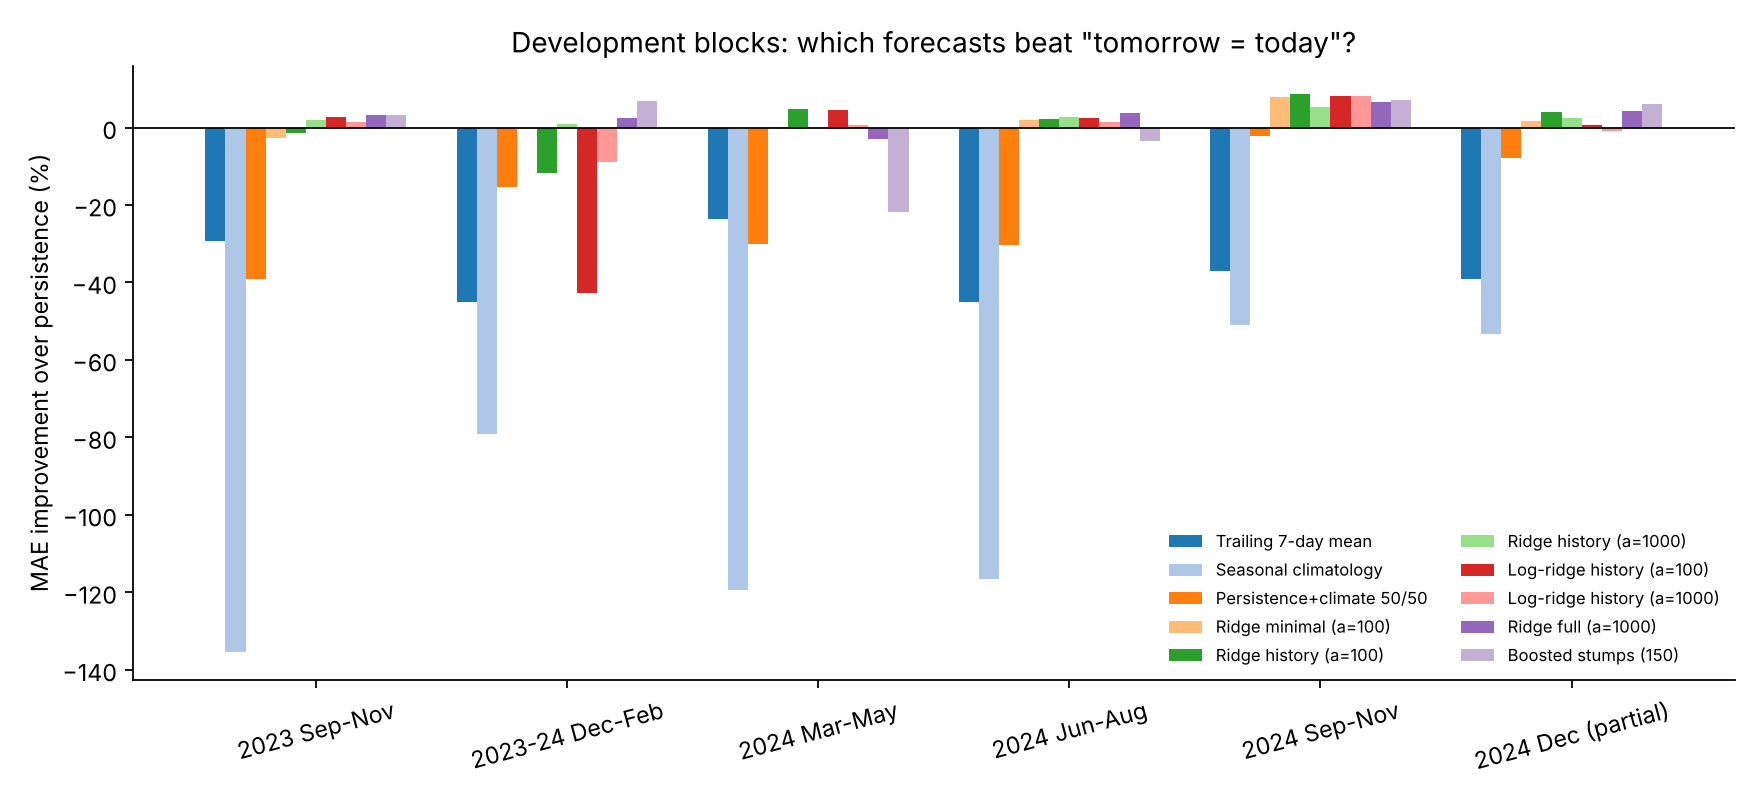 Development blocks: which forecasts beat "tomorrow = today"?
MAE improvement over persistence (%)
0
−20
−40
−60
−80
−100
−120
−140
2023 Sep-Nov
2023-24 Dec-Feb
2024 Mar-May
2024 Jun-Aug
2024 Sep-Nov
2024 Dec (partial)
Trailing 7-day mean
Seasonal climatology
Persistence+climate 50/50
Ridge minimal (a=100)
Ridge history (a=100)
Ridge history (a=1000)
Log-ridge history (a=100)
Log-ridge history (a=1000)
Ridge full (a=1000)
Boosted stumps (150)